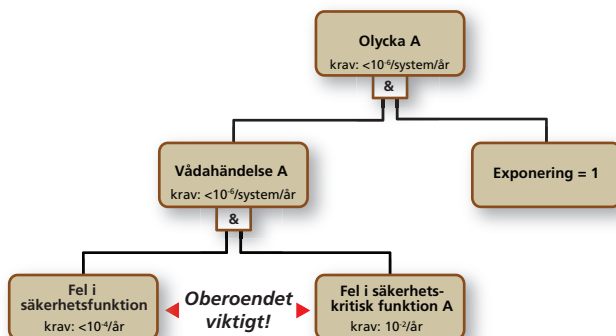 Olycka A
krav: <10⁻⁶/system/år
&
Vådahändelse A
krav: <10⁻⁶/system/år
Exponering = 1
&
Fel i
säkerhetsfunktion
krav: <10⁻⁴/år
Oberoendet
viktigt!
Fel i säkerhets-
kritisk funktion A
krav: 10⁻²/år